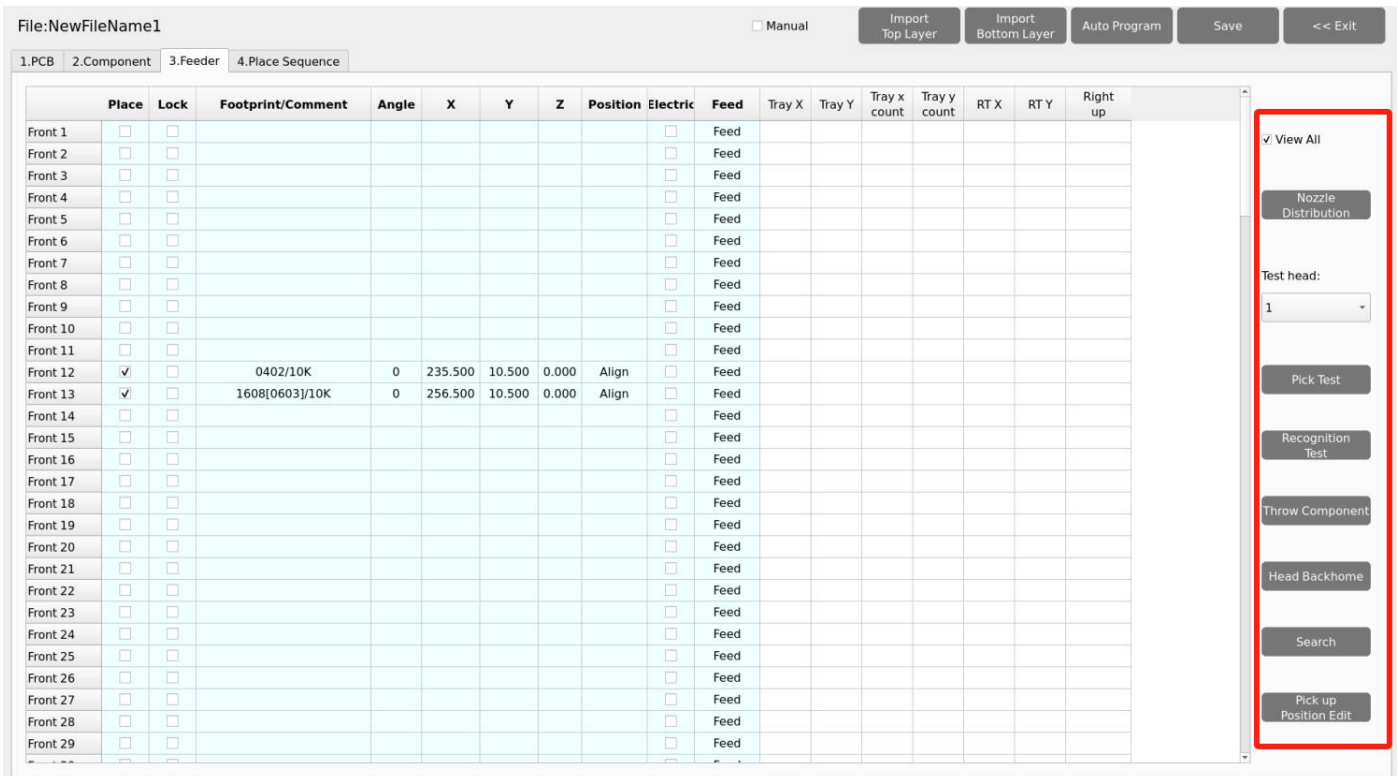 File:NewFileName1
Manual
Import
Top Layer
Import
Bottom Layer
Auto Program
Save
<< Exit
1.PCB 2.Component 3.Feeder 4.Place Sequence
Place Lock Footprint/Comment Angle X Y Z Position Electric Feed Tray X Tray Y Tray x count Tray y count RT X RT Y Right up
Front 1 Feed
Front 2 Feed
Front 3 Feed
Front 4 Feed
Front 5 Feed
Front 6 Feed
Front 7 Feed
Front 8 Feed
Front 9 Feed
Front 10 Feed
Front 11 Feed
Front 12 0402/10K 0 235.500 10.500 0.000 Align Feed
Front 13 1608[0603]/10K 0 256.500 10.500 0.000 Align Feed
Front 14 Feed
Front 15 Feed
Front 16 Feed
Front 17 Feed
Front 18 Feed
Front 19 Feed
Front 20 Feed
Front 21 Feed
Front 22 Feed
Front 23 Feed
Front 24 Feed
Front 25 Feed
Front 26 Feed
Front 27 Feed
Front 28 Feed
Front 29 Feed
View All
Nozzle
Distribution
Test head:
1
Pick Test
Recognition
Test
Throw Component
Head Backhome
Search
Pick up
Position Edit